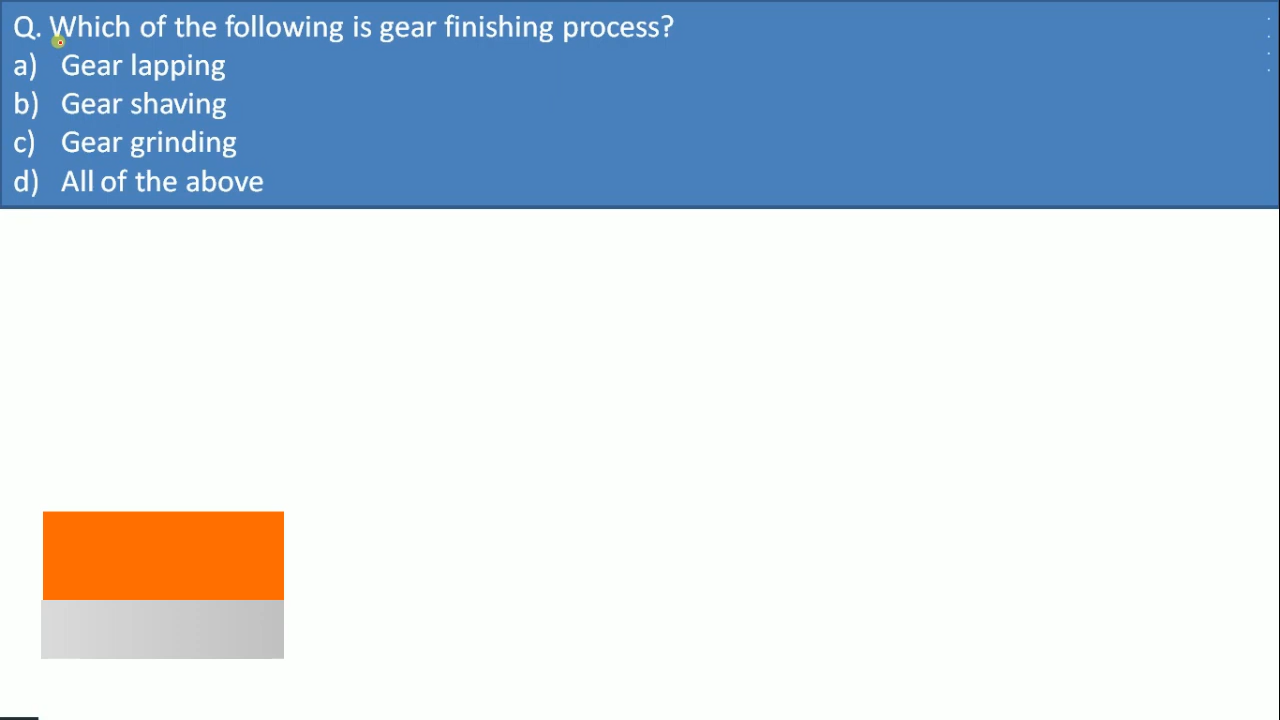 Q. Which of the following is gear finishing process?
a) Gear lapping
b) Gear shaving
c) Gear grinding
d) All of the above